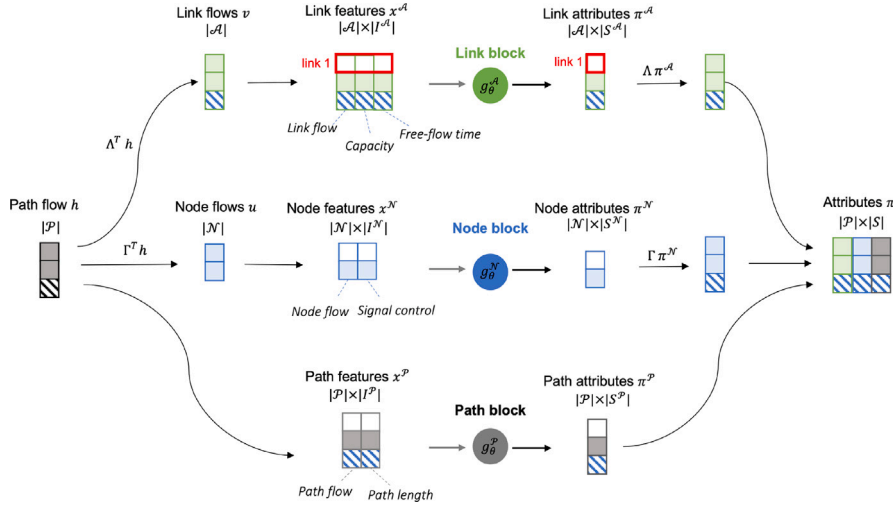 Link flows 𝑣
|𝒜|
Link features 𝑥^𝒜
|𝒜|×|𝐼^𝒜|
link 1
Link flow
Capacity
Free-flow time
Link block
g_θ^𝒜
Link attributes π^𝒜
|𝒜|×|𝑆^𝒜|
link 1
Λ π^𝒜
Λ^T h
Path flow ℎ
|𝒫|
Γ^T h
Node flows 𝑢
|𝒩|
Node features 𝑥^𝒩
|𝒩|×|𝐼^𝒩|
Node flow
Signal control
Node block
g_θ^𝒩
Node attributes π^𝒩
|𝒩|×|𝑆^𝒩|
Γ π^𝒩
Attributes π
|𝒫|×|𝑆|
Path features 𝑥^𝒫
|𝒫|×|𝐼^𝒫|
Path flow
Path length
Path block
g_θ^𝒫
Path attributes π^𝒫
|𝒫|×|𝑆^𝒫|